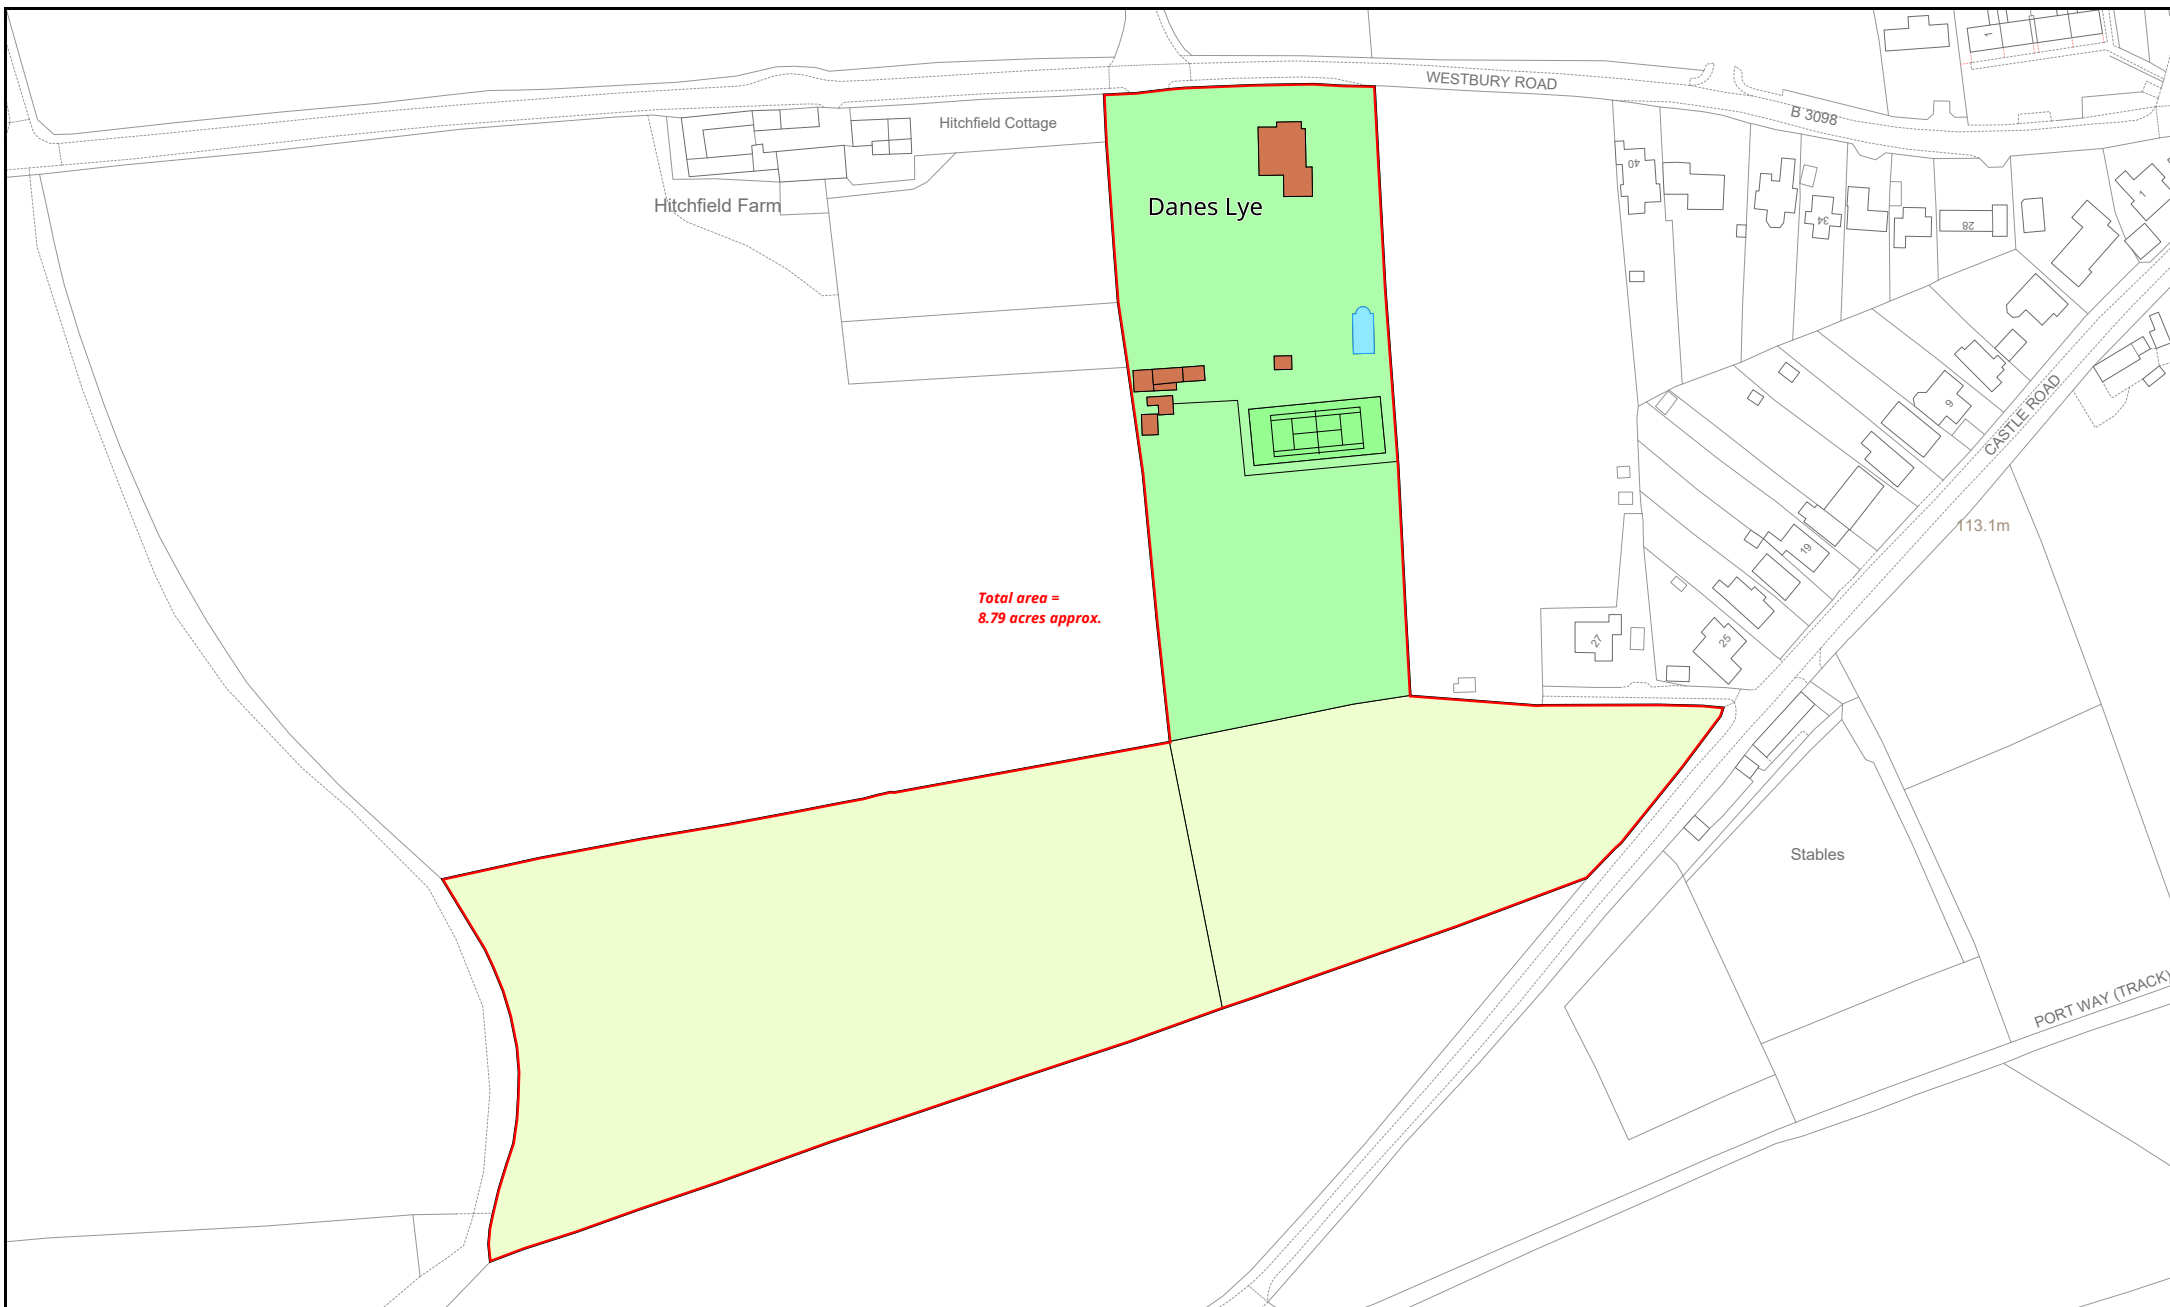 1
WESTBURY ROAD
B 3098
Hitchfield Cottage
40
1
Hitchfield Farm
Danes Lye
34
28
9
CASTLE ROAD
113.1m
19
Total area =
8.79 acres approx.
27
25
Stables
PORT WAY (TRACK)